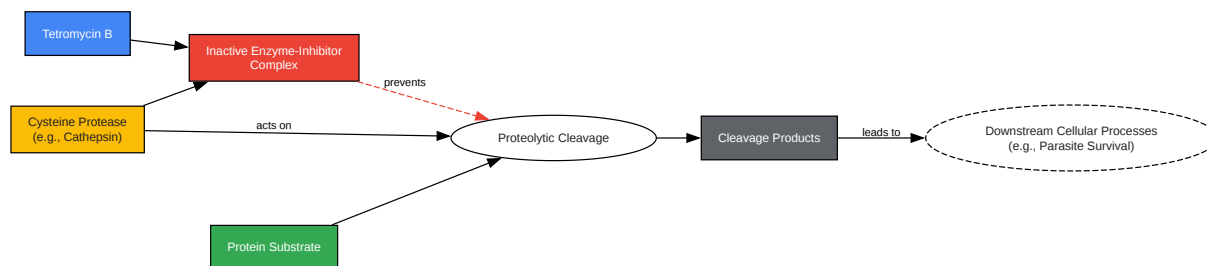 Tetromycin B
Inactive Enzyme-Inhibitor
Complex
prevents
Cysteine Protease
(e.g., Cathepsin)
acts on
Proteolytic Cleavage
Cleavage Products
leads to
Downstream Cellular Processes
(e.g., Parasite Survival)
Protein Substrate